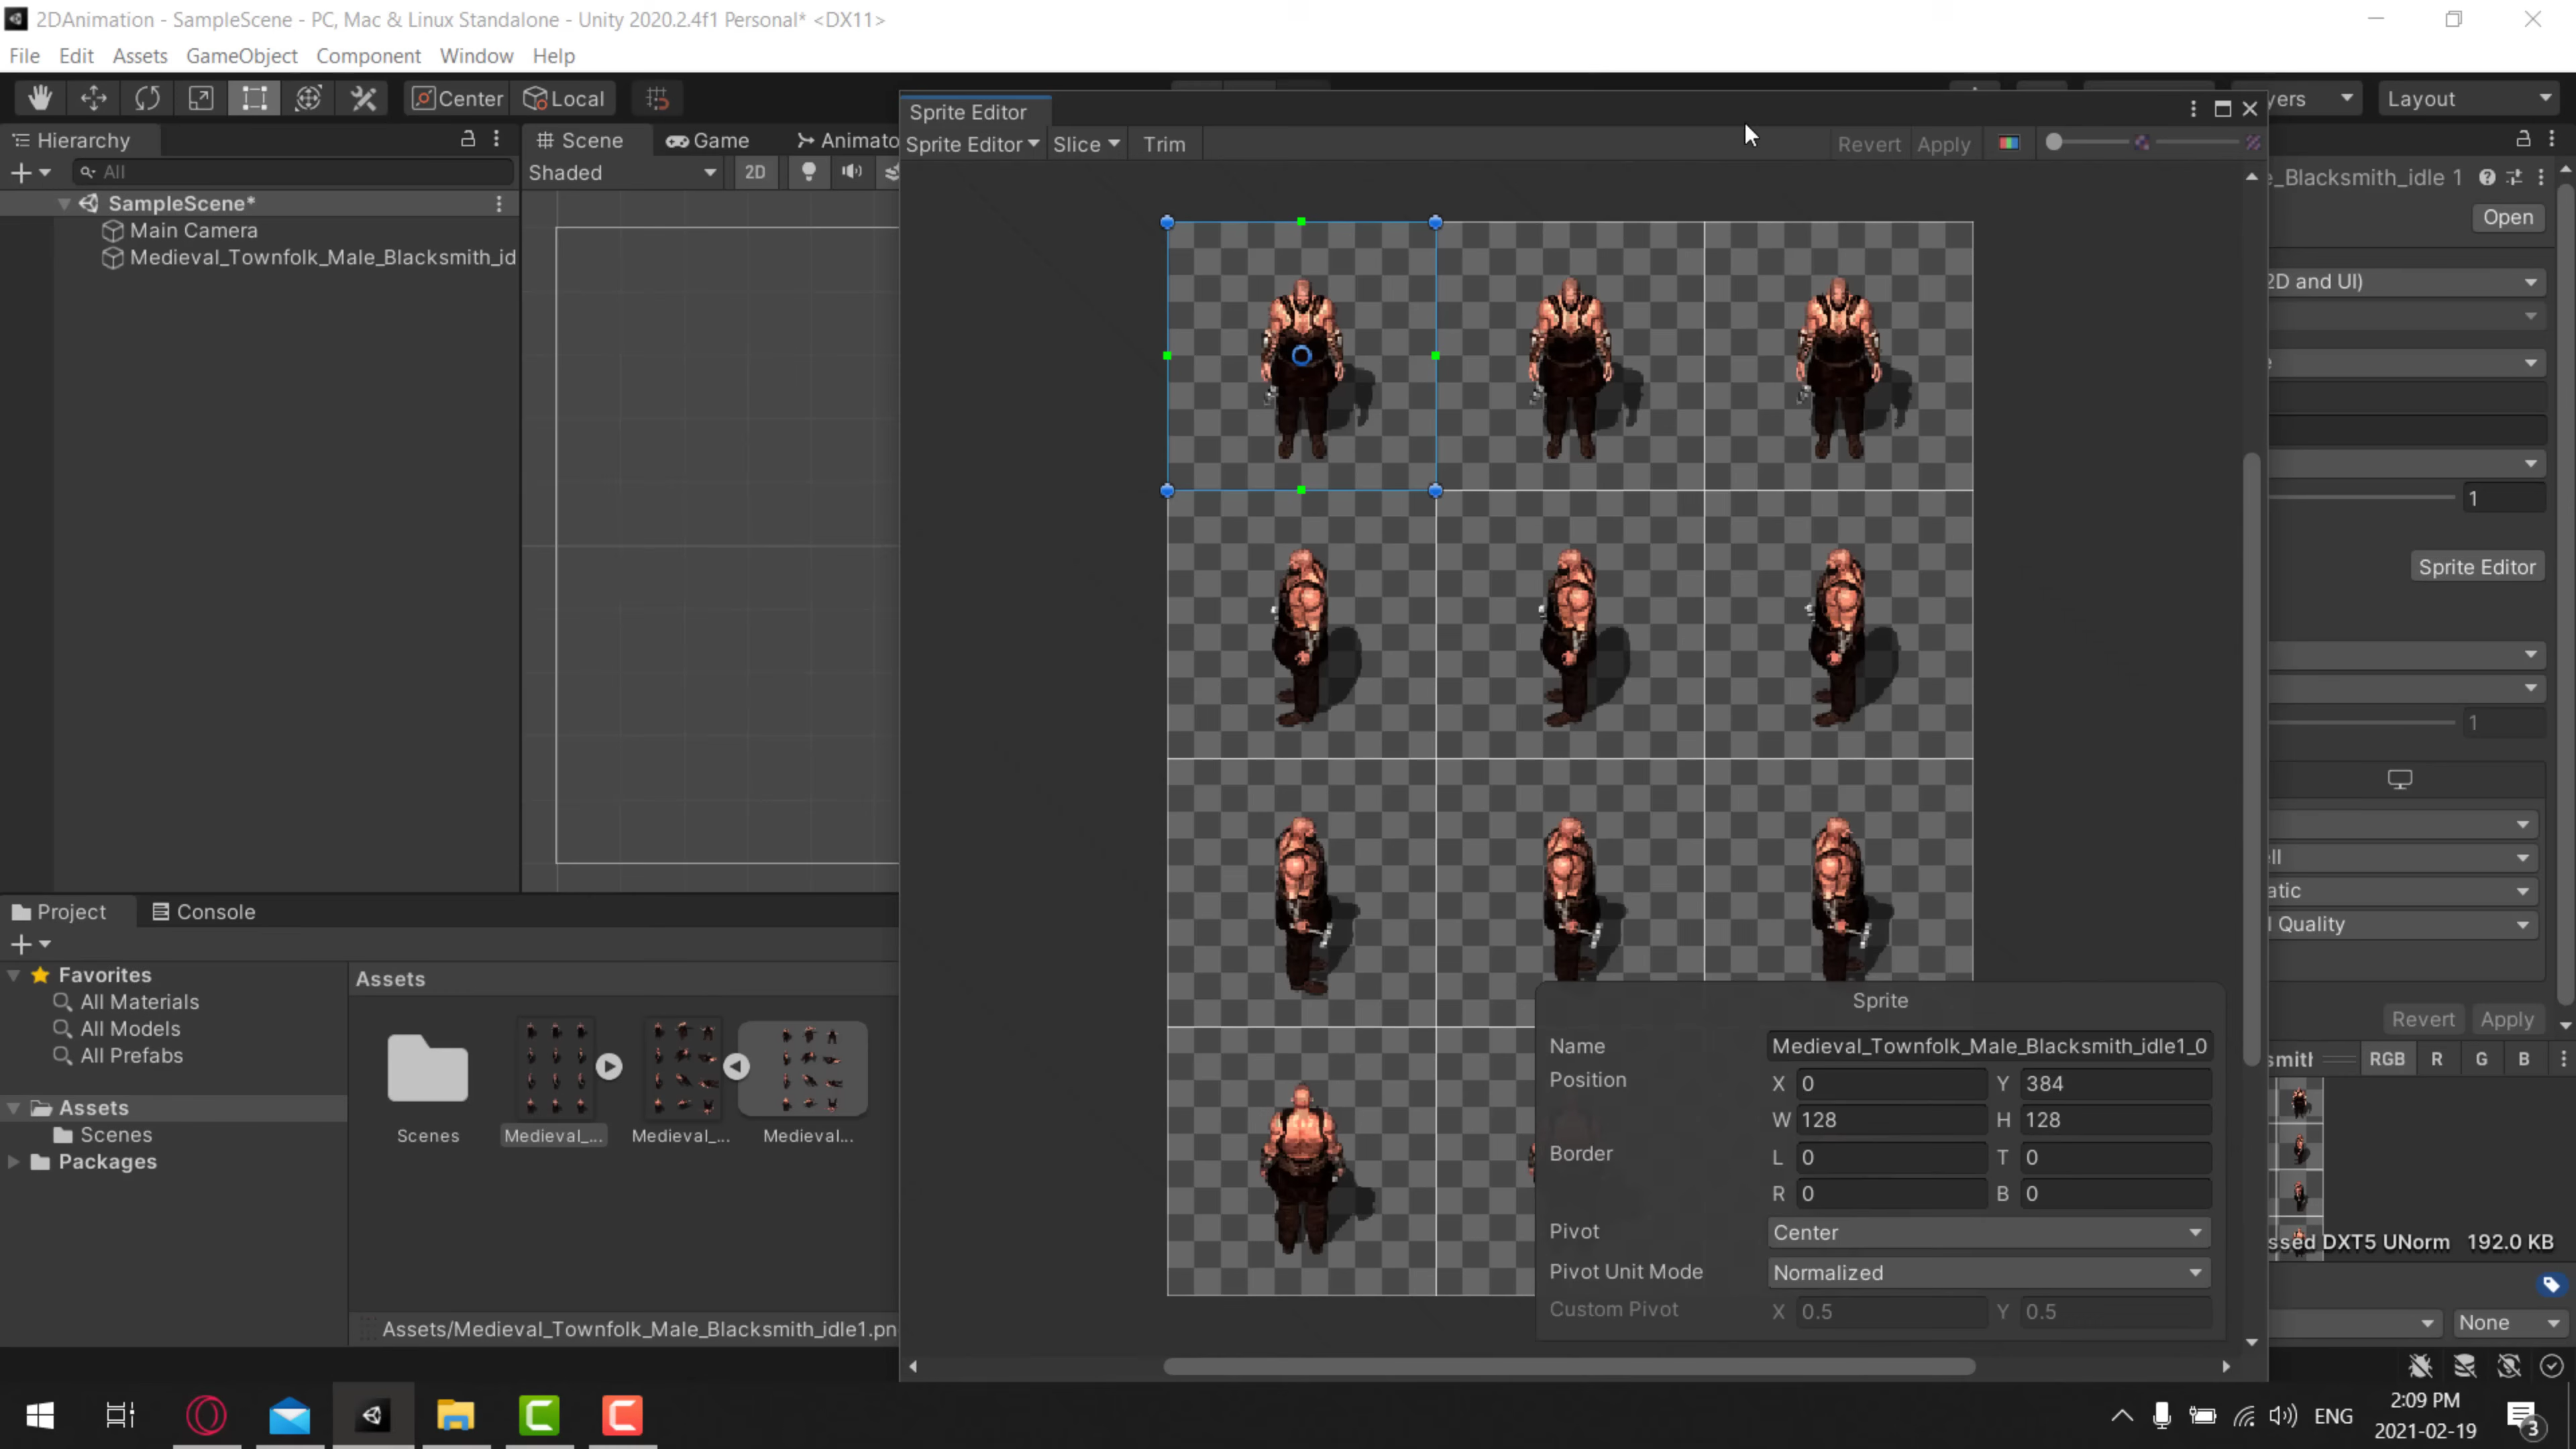 2DAnimation - SampleScene - PC, Mac & Linux Standalone - Unity 2020.2.4f1 Personal* <DX11>
File Edit Assets GameObject Component Window Help
Center Local
yers Layout
Sprite Editor
Hierarchy
Scene Game Animato
Sprite Editor Slice Trim
Revert Apply
All
Shaded 2D
_Blacksmith_idle 1
SampleScene*
Open
Main Camera
Medieval_Townfolk_Male_Blacksmith_id
2D and UI)
1
Sprite Editor
1
ll
atic
l Quality
Revert Apply
Project Console
Favorites
All Materials
All Models
All Prefabs
Assets
Scenes
Packages
Assets
Scenes Medieval_... Medieval_... Medieval...
Assets/Medieval_Townfolk_Male_Blacksmith_idle1.pn
Sprite
Name Medieval_Townfolk_Male_Blacksmith_idle1_0
Position X 0 Y 384
W 128 H 128
Border L 0 T 0
R 0 B 0
Pivot Center
Pivot Unit Mode Normalized
Custom Pivot X 0.5 Y 0.5
smith RGB R G B
ssed DXT5 UNorm 192.0 KB
None
ENG
2:09 PM
2021-02-19
3